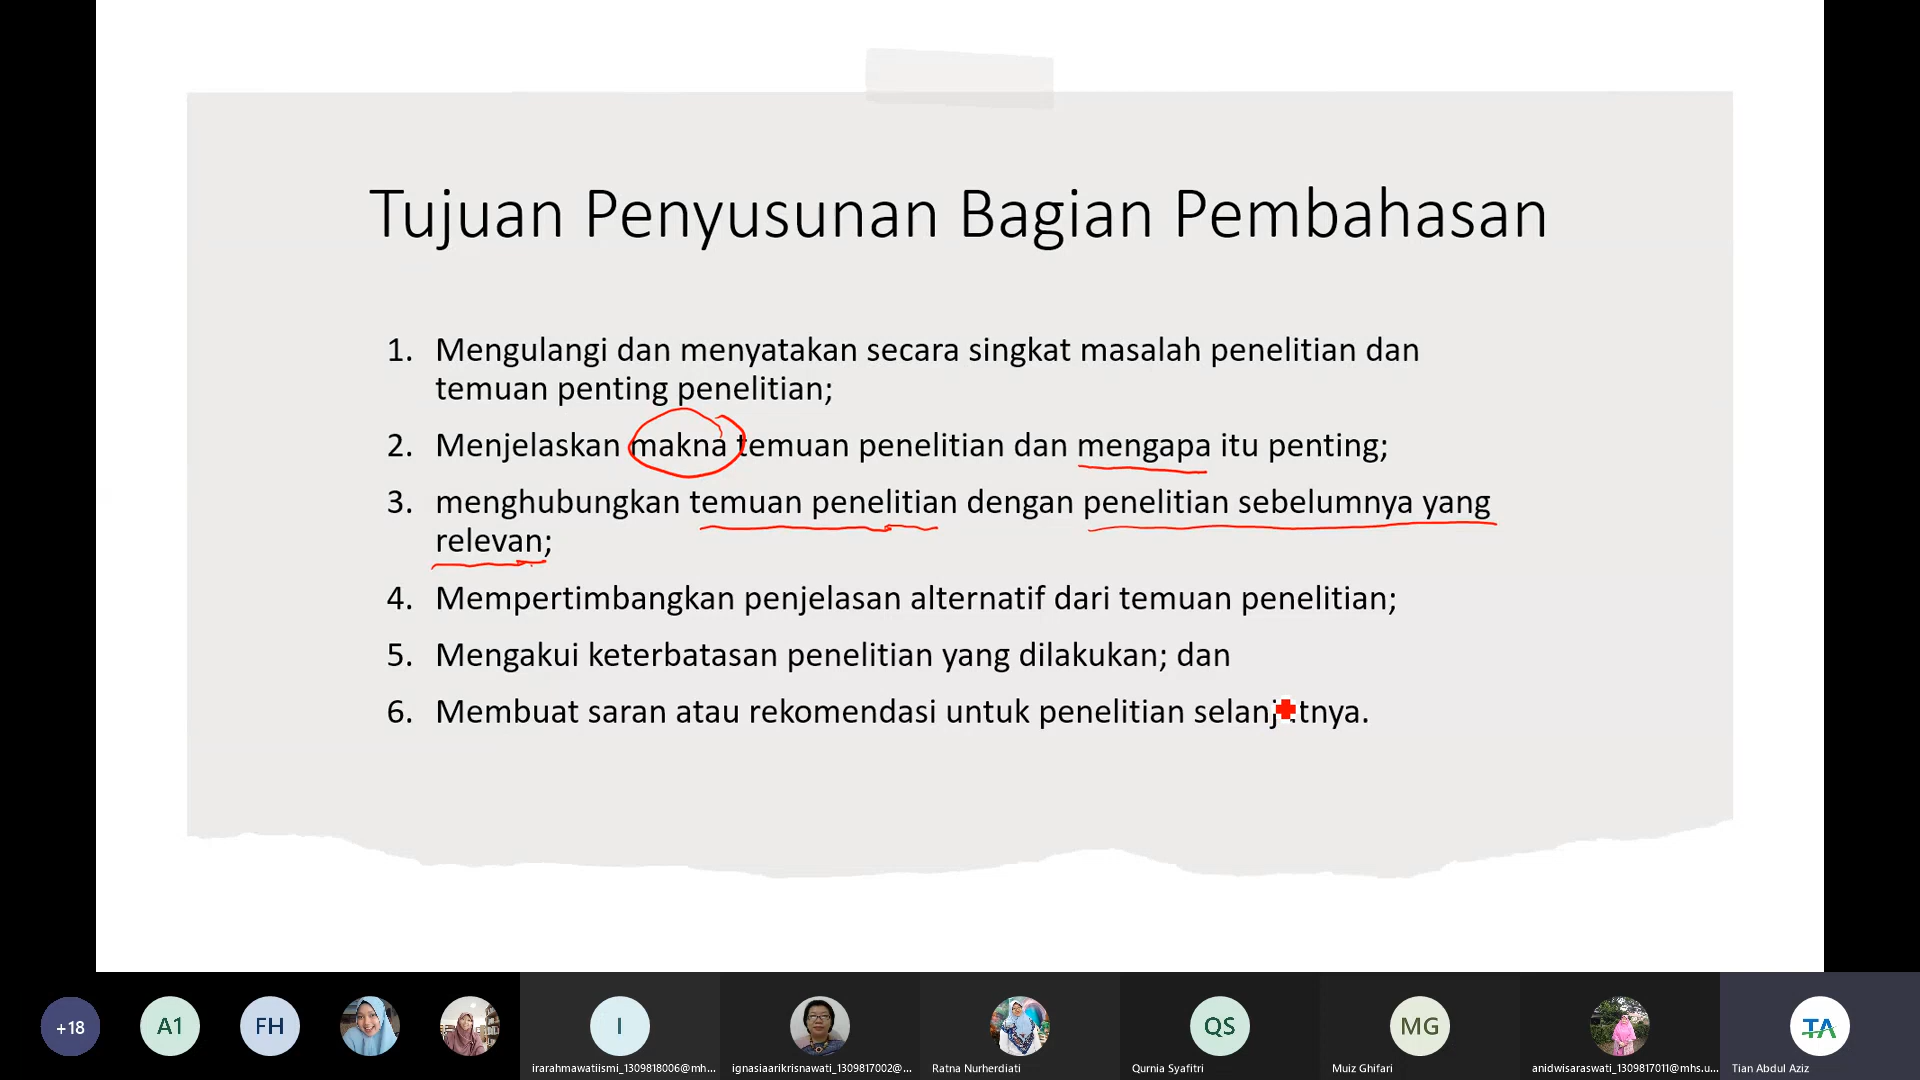 Tujuan Penyusunan Bagian Pembahasan
1. Mengulangi dan menyatakan secara singkat masalah penelitian dan
temuan penting penelitian;
2. Menjelaskan makna temuan penelitian dan mengapa itu penting;
3. menghubungkan temuan penelitian dengan penelitian sebelumnya yang
relevan;
4. Mempertimbangkan penjelasan alternatif dari temuan penelitian;
5. Mengakui keterbatasan penelitian yang dilakukan; dan
6. Membuat saran atau rekomendasi untuk penelitian selanjutnya.
+18
A1
FH
I
QS
MG
TA
irarahmawatiismi_1309818006@mh...
ignasiaarikrisnawati_1309817002@...
Ratna Nurherdiati
Qurnia Syafitri
Muiz Ghifari
anidwisaraswati_1309817011@mhs.u...
Tian Abdul Aziz